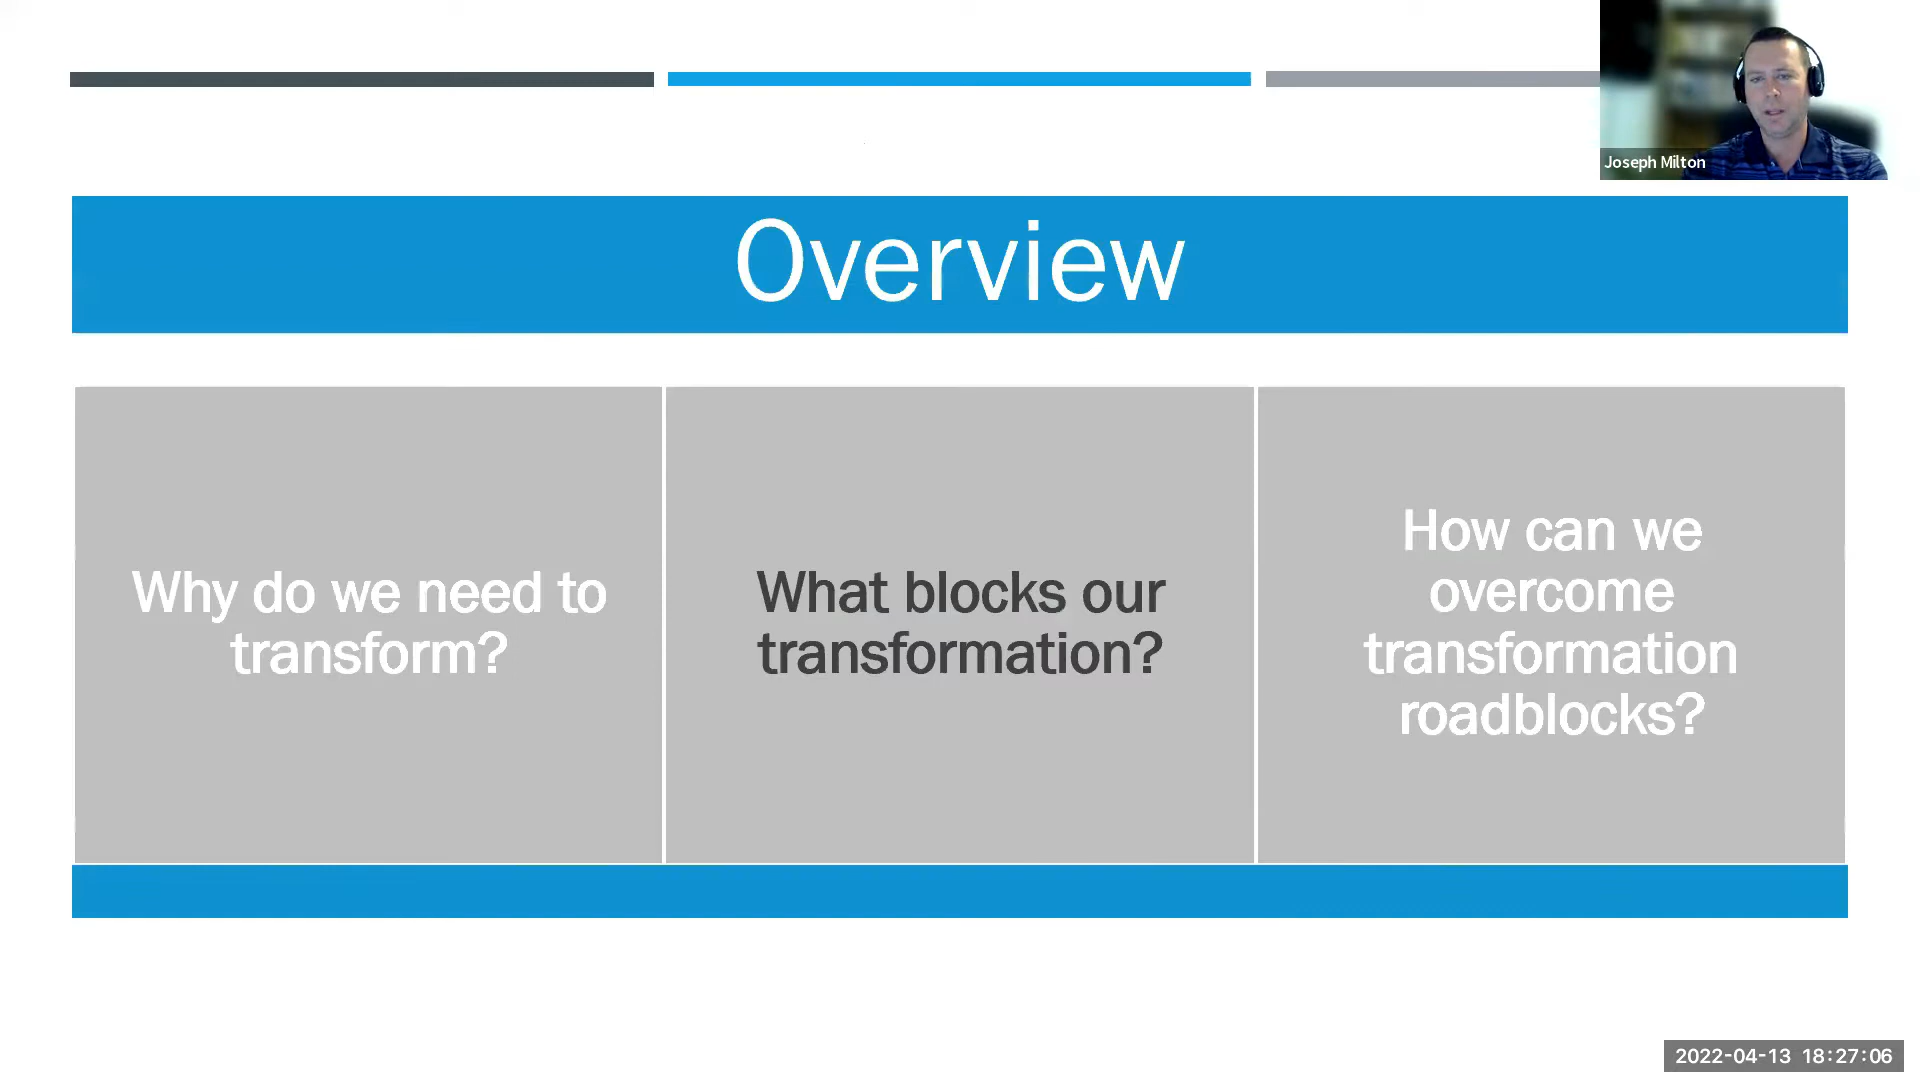 Joseph Milton
Overview
Why do we need to
transform?
What blocks our
transformation?
How can we
overcome
transformation
roadblocks?
2022-04-13 18:27:06